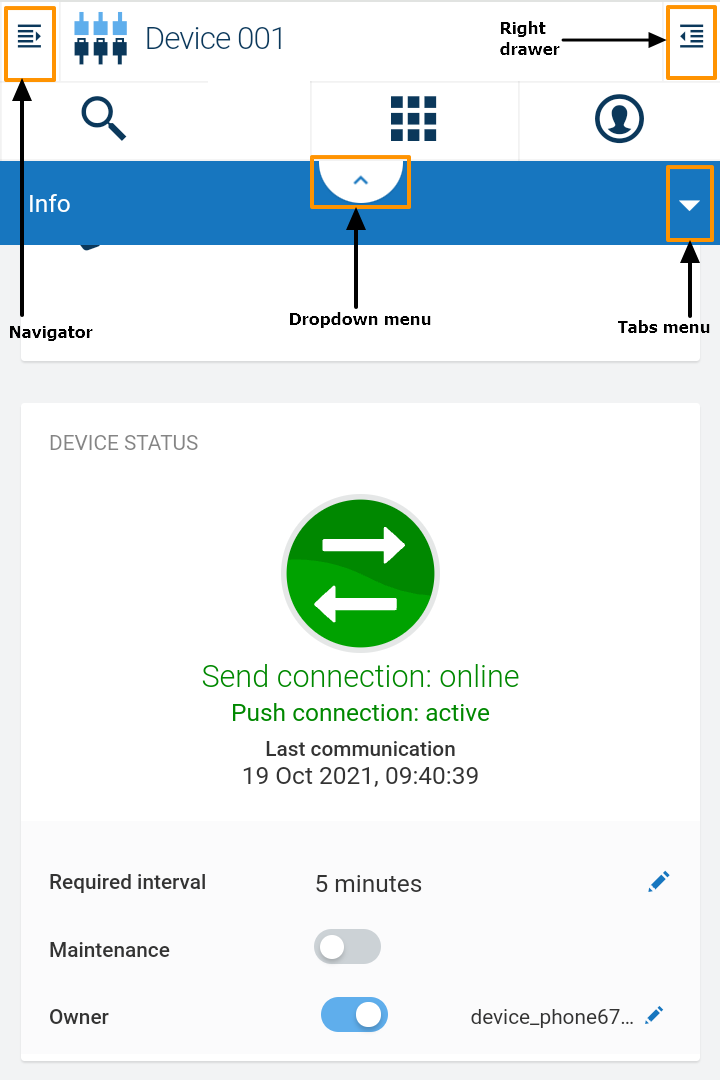 Device 001
Right
drawer
Info
Navigator
Dropdown menu
Tabs menu
DEVICE STATUS
Send connection: online
Push connection: active
Last communication
19 Oct 2021, 09:40:39
Required interval 5 minutes
Maintenance
Owner device_phone67...